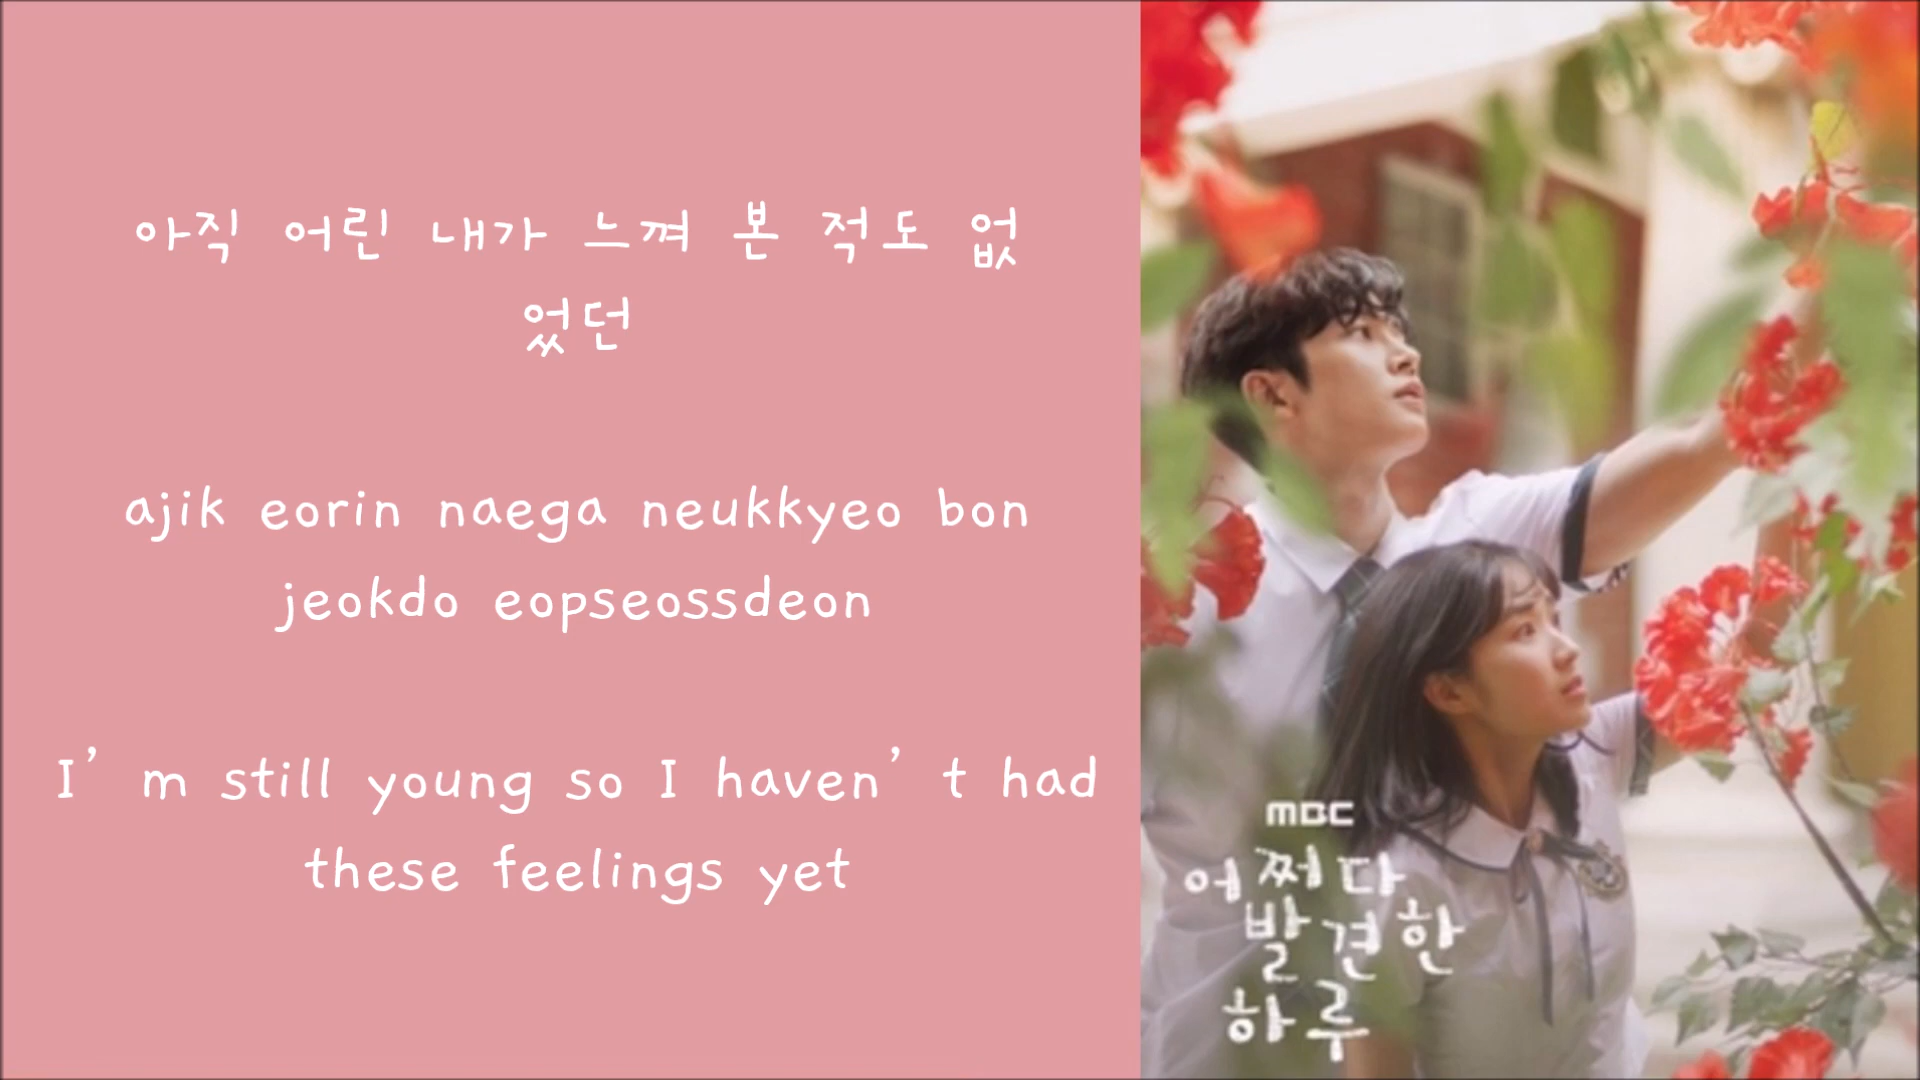 아직 어린 내가 느껴 본 적도 없
었던
ajik eorin naega neukkyeo bon
jeokdo eopseossdeon
I’m still young so I haven’t had
these feelings yet
MBC
어쩌다
발견한
하루